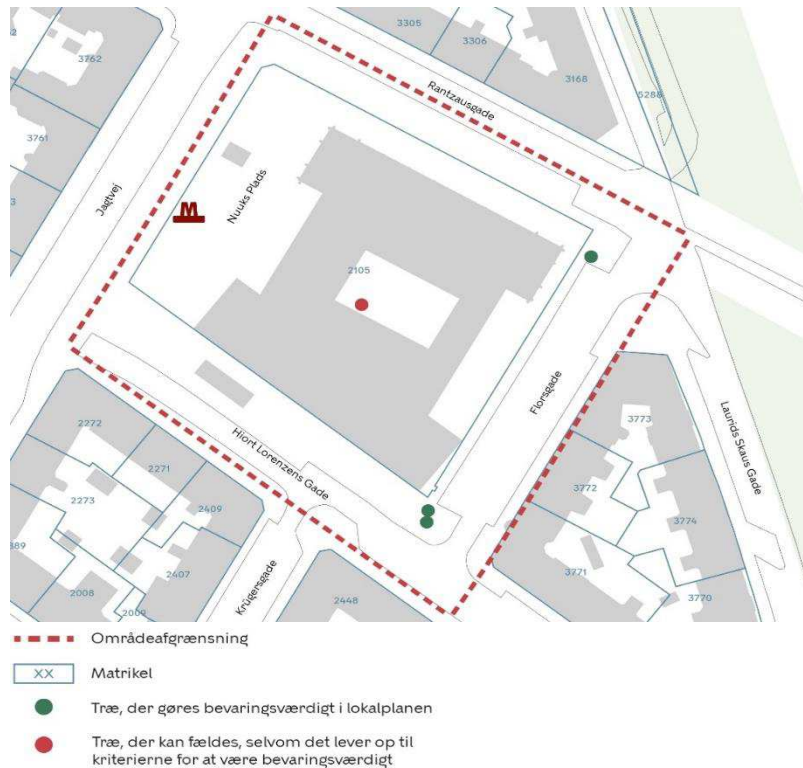 3305
3306
3762
3168
5288
Rantzausgade
3761
Jagtvej
Nuuks Plads
M
2105
Florsgade
Laurids Skaus Gade
2272
2271
2273
2409
Hiort Lorenzens Gade
3773
3772
3774
389
2407
2008
2009
Krügersgade
2448
3771
3770
Områdeafgrænsning
XX Matrikel
Træ, der gøres bevaringsværdigt i lokalplanen
Træ, der kan fældes, selvom det lever op til
kriterierne for at være bevaringsværdigt